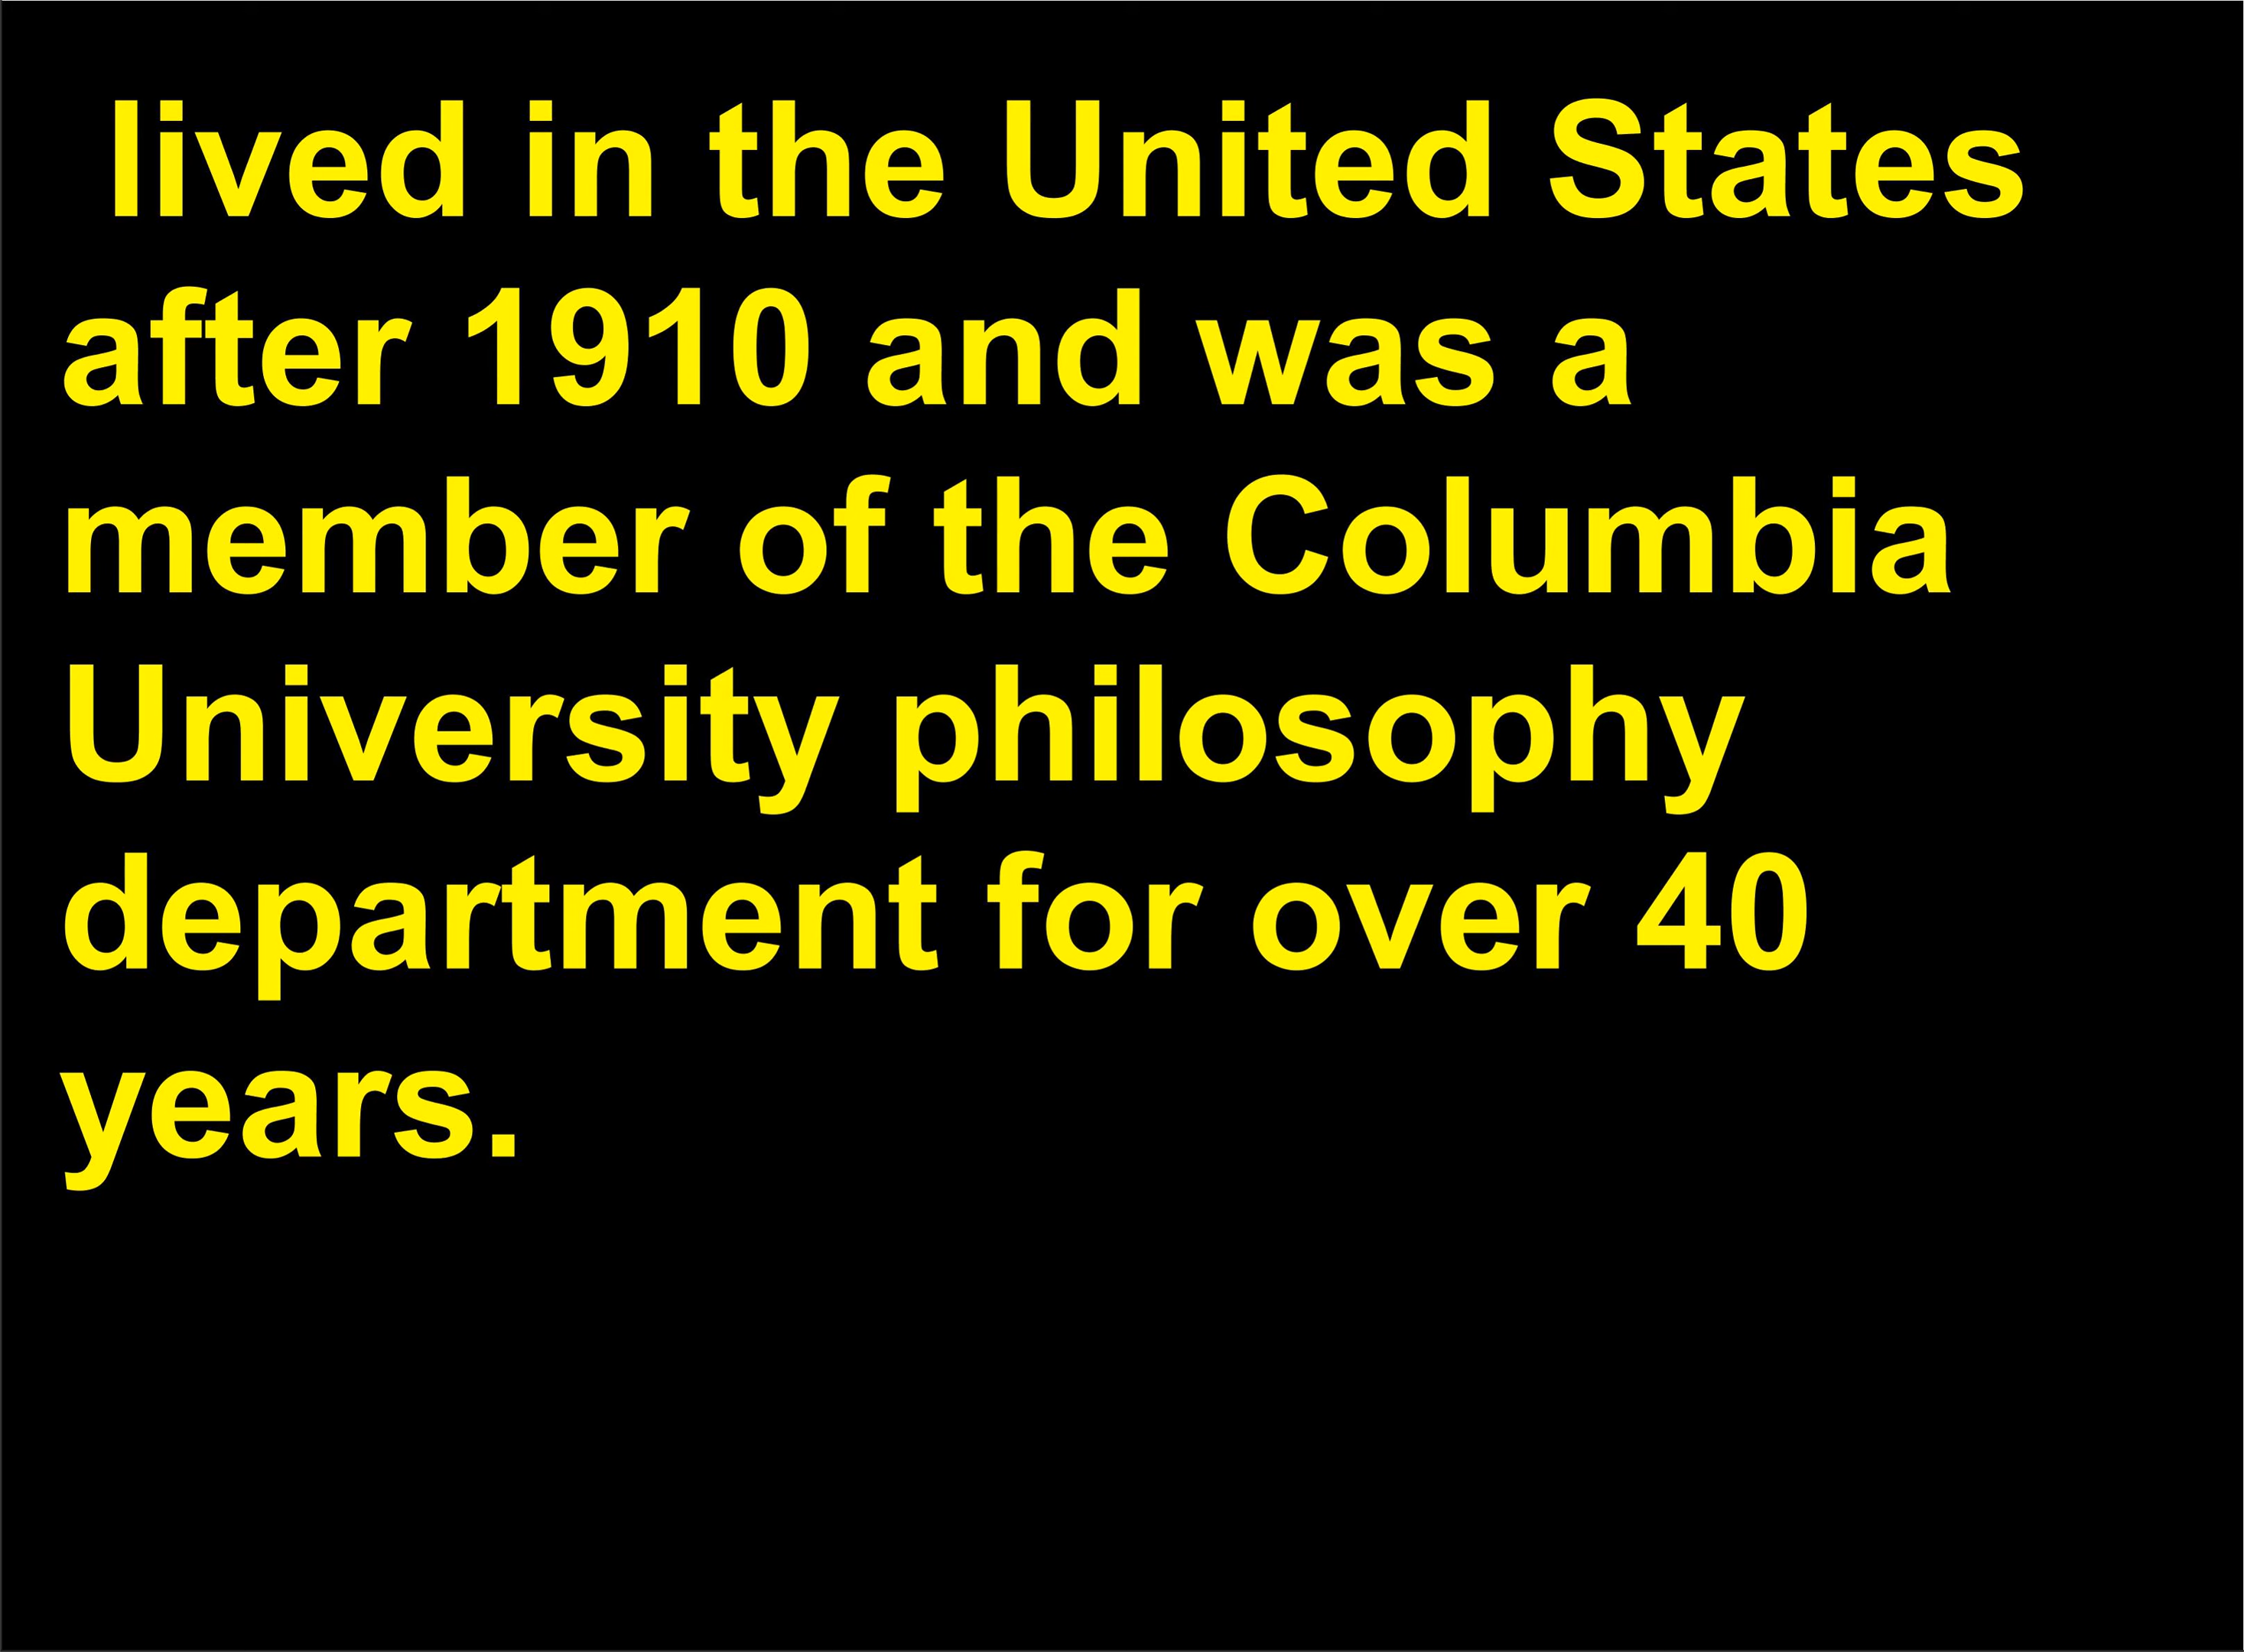 lived in the United States
after 1910 and was a
member of the Columbia
University philosophy
department for over 40
years.